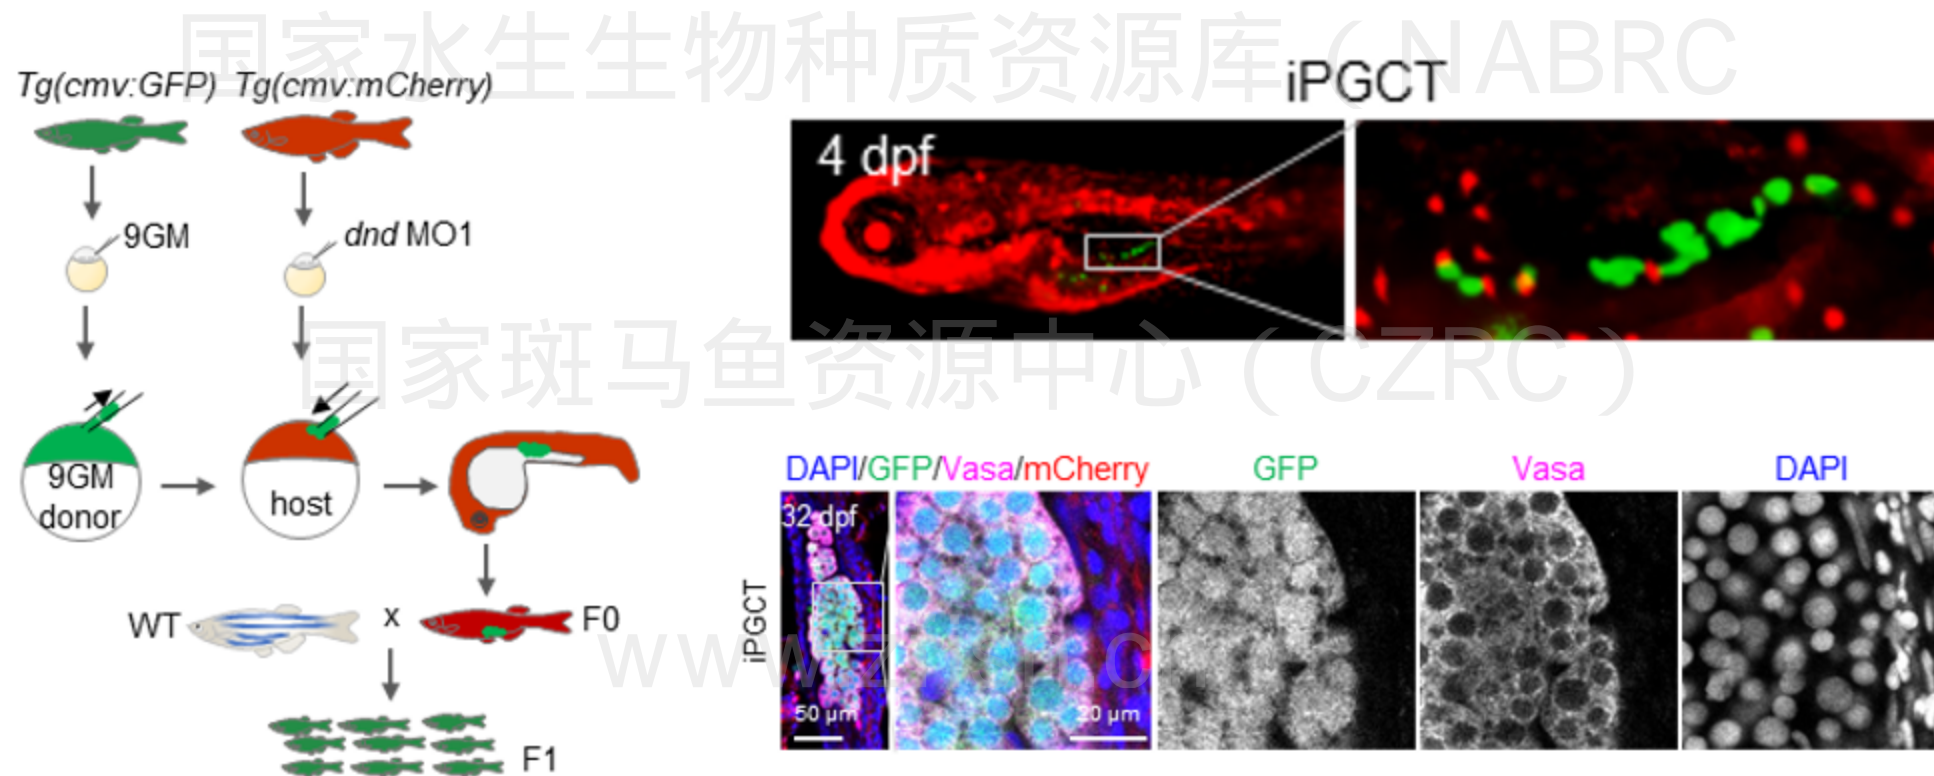 国家水生生物种质资源库（NABRC
Tg(cmv:GFP) Tg(cmv:mCherry)
9GM
dnd MO1
9GM
donor
host
WT
x
F0
F1
iPGCT
4 dpf
国家斑马鱼资源中心（CZRC）
DAPI/GFP/Vasa/mCherry
GFP
Vasa
DAPI
32 dpf
iPGCT
50 µm
20 µm